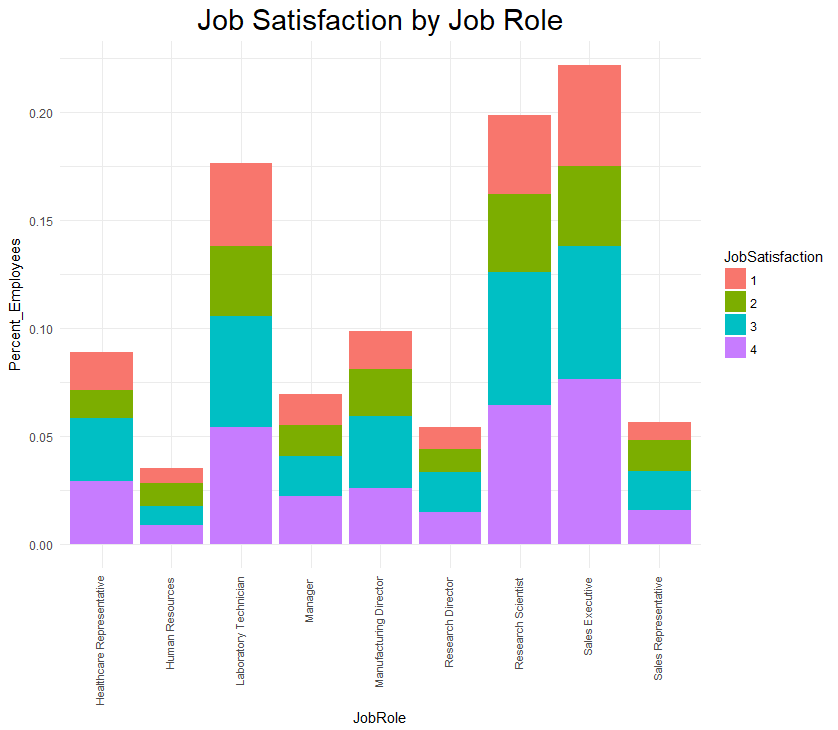 Job Satisfaction by Job Role
Percent_Employees
0.20
0.15
0.10
0.05
0.00
Healthcare Representative
Human Resources
Laboratory Technician
Manager
Manufacturing Director
Research Director
Research Scientist
Sales Executive
Sales Representative
JobRole
JobSatisfaction
1
2
3
4